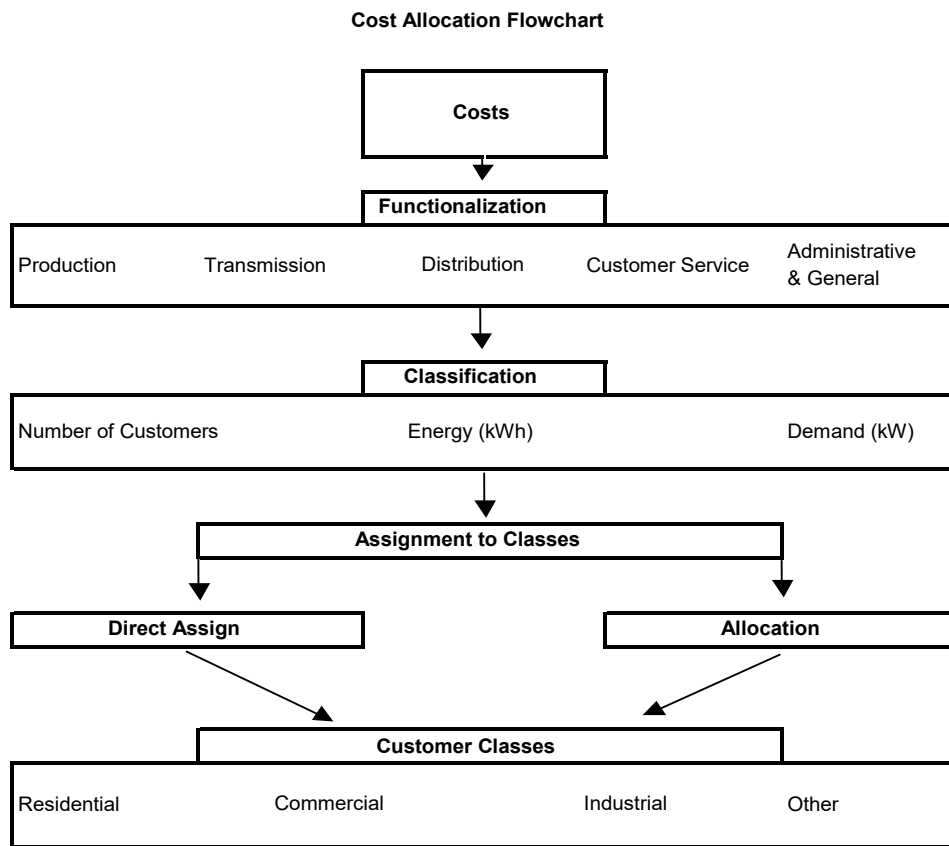 Cost Allocation Flowchart
Costs
Functionalization
Production Transmission Distribution Customer Service Administrative
& General
Classification
Number of Customers Energy (kWh) Demand (kW)
Assignment to Classes
Direct Assign Allocation
Customer Classes
Residential Commercial Industrial Other